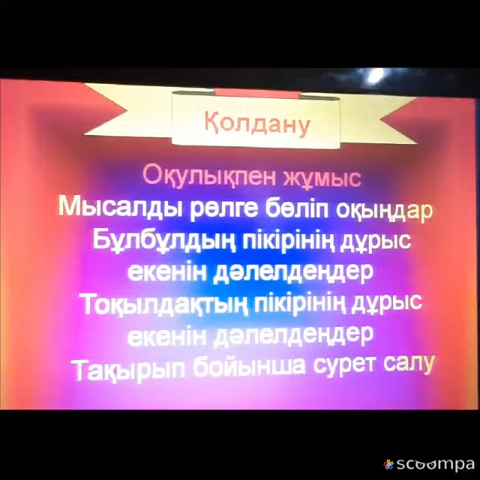 Қолдану
Оқулықпен жұмыс
Мысалды рөлге бөліп оқыңдар
Бұлбұлдың пікірінің дұрыс
екенін дәлелдеңдер
Тоқылдақтың пікірінің дұрыс
екенін дәлелдеңдер
Тақырып бойынша сурет салу
scoompa